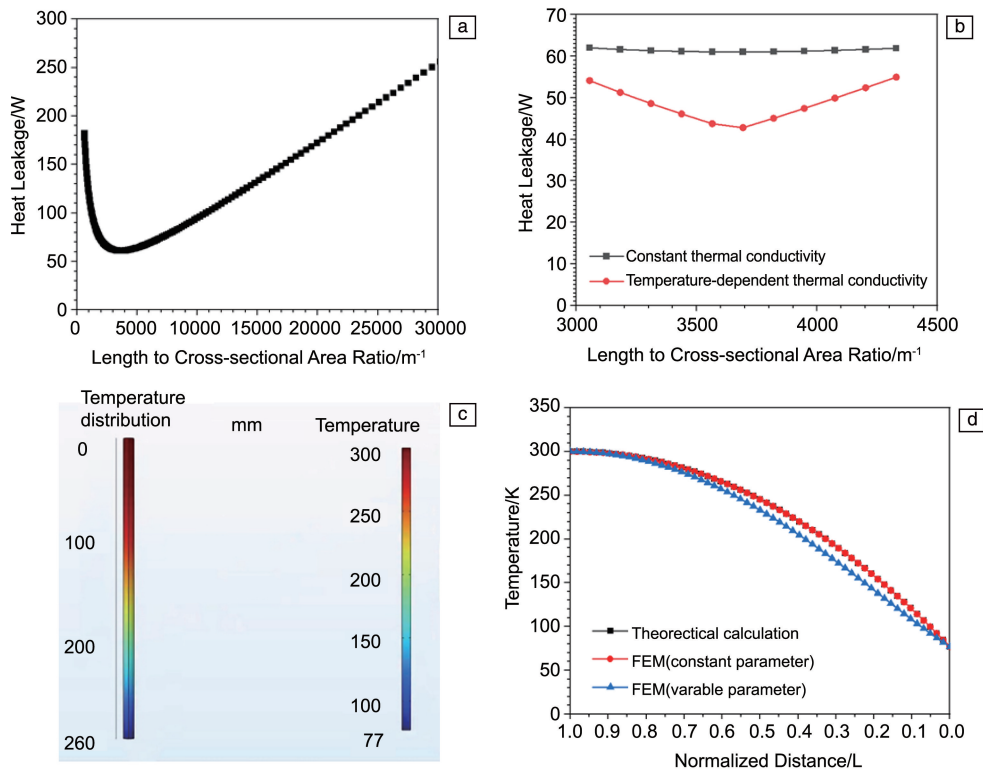 a
300
250
200
150
100
50
0
Heat Leakage/W
0 5000 10000 15000 20000 25000 30000
Length to Cross-sectional Area Ratio/m⁻¹
b
70
60
50
40
30
20
10
0
Heat Leakage/W
Constant thermal conductivity
Temperature-dependent thermal conductivity
3000 3500 4000 4500
Length to Cross-sectional Area Ratio/m⁻¹
c
Temperature
distribution
mm
Temperature
0
100
200
260
300
250
200
150
100
77
d
350
300
250
200
150
100
50
0
Temperature/K
Theorectical calculation
FEM(constant parameter)
FEM(varable parameter)
1.0 0.9 0.8 0.7 0.6 0.5 0.4 0.3 0.2 0.1 0.0
Normalized Distance/L